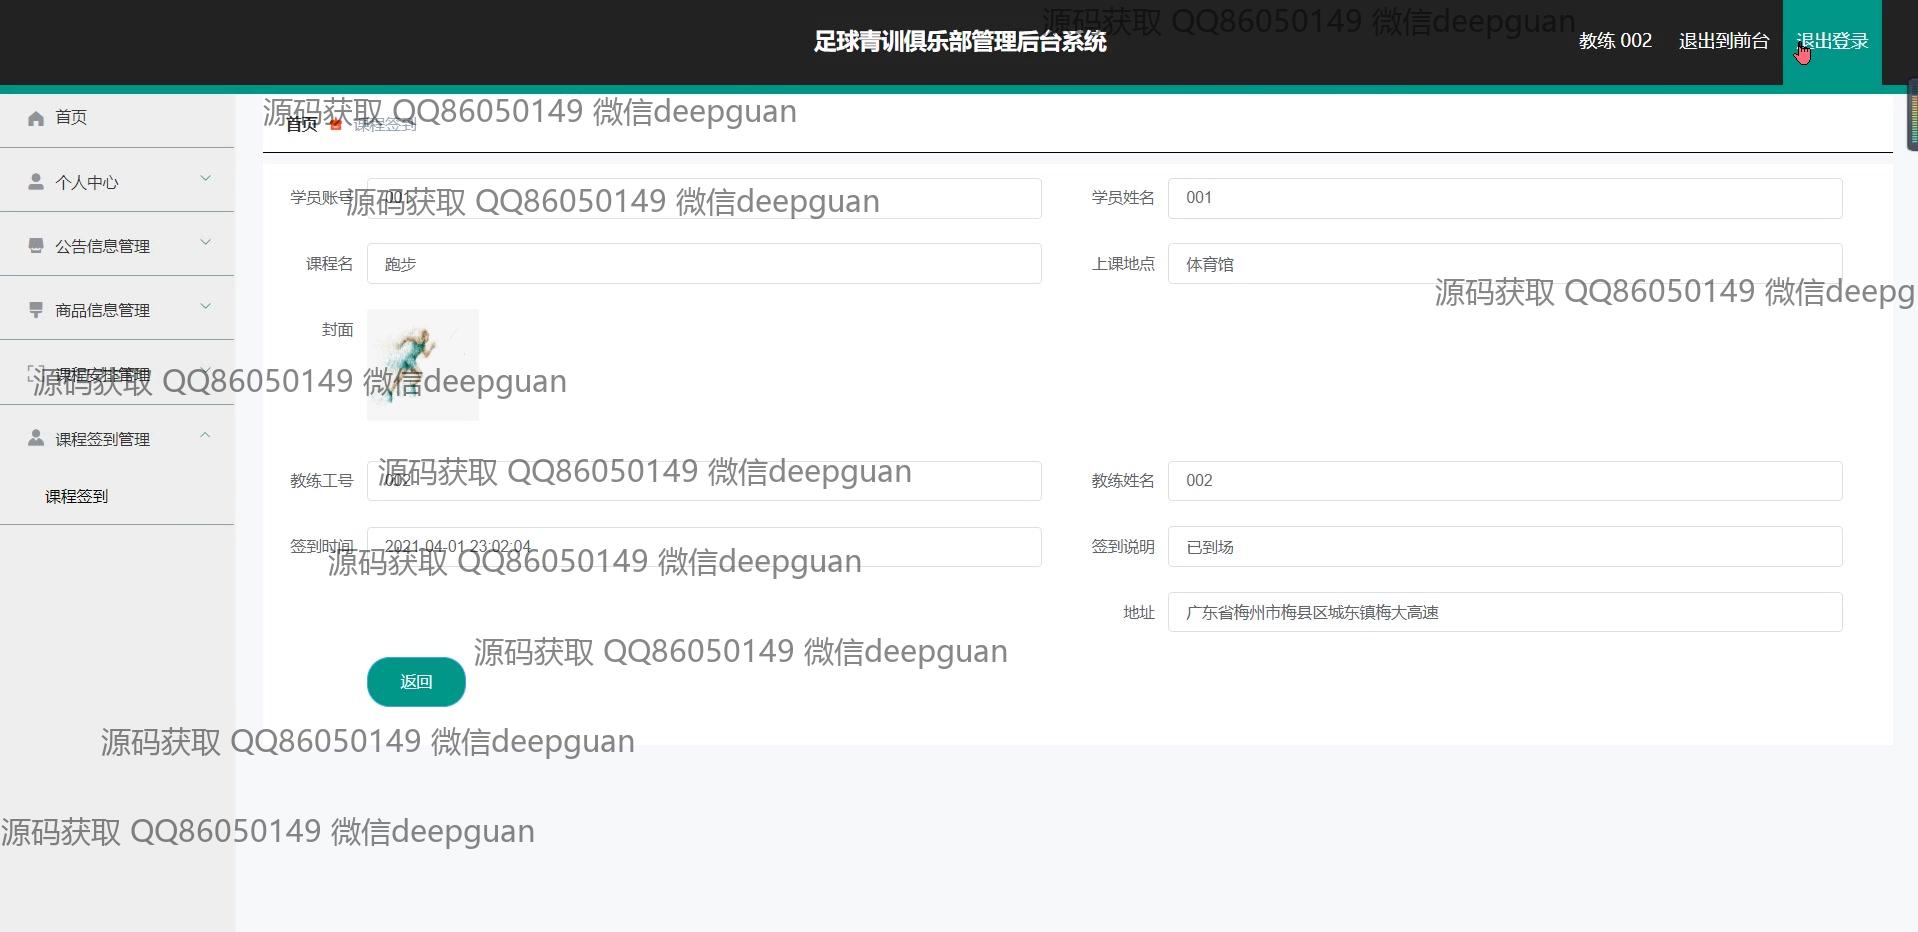 源码获取 QQ86050149 微信deepguan
足球青训俱乐部管理后台系统
教练 002
退出到前台
退出登录
源码获取 QQ86050149 微信deepguan
首页
首页
课程签到
个人中心
学员账号
001
学员姓名
001
源码获取 QQ86050149 微信deepguan
公告信息管理
课程名
跑步
上课地点
体育馆
源码获取 QQ86050149 微信deepg
商品信息管理
封面
课程安排管理
源码获取 QQ86050149 微信deepguan
课程签到管理
课程签到
源码获取 QQ86050149 微信deepguan
教练工号
002
教练姓名
002
签到时间
2021-04-01 23:02:04
签到说明
已到场
源码获取 QQ86050149 微信deepguan
地址
广东省梅州市梅县区城东镇梅大高速
源码获取 QQ86050149 微信deepguan
返回
源码获取 QQ86050149 微信deepguan
源码获取 QQ86050149 微信deepguan